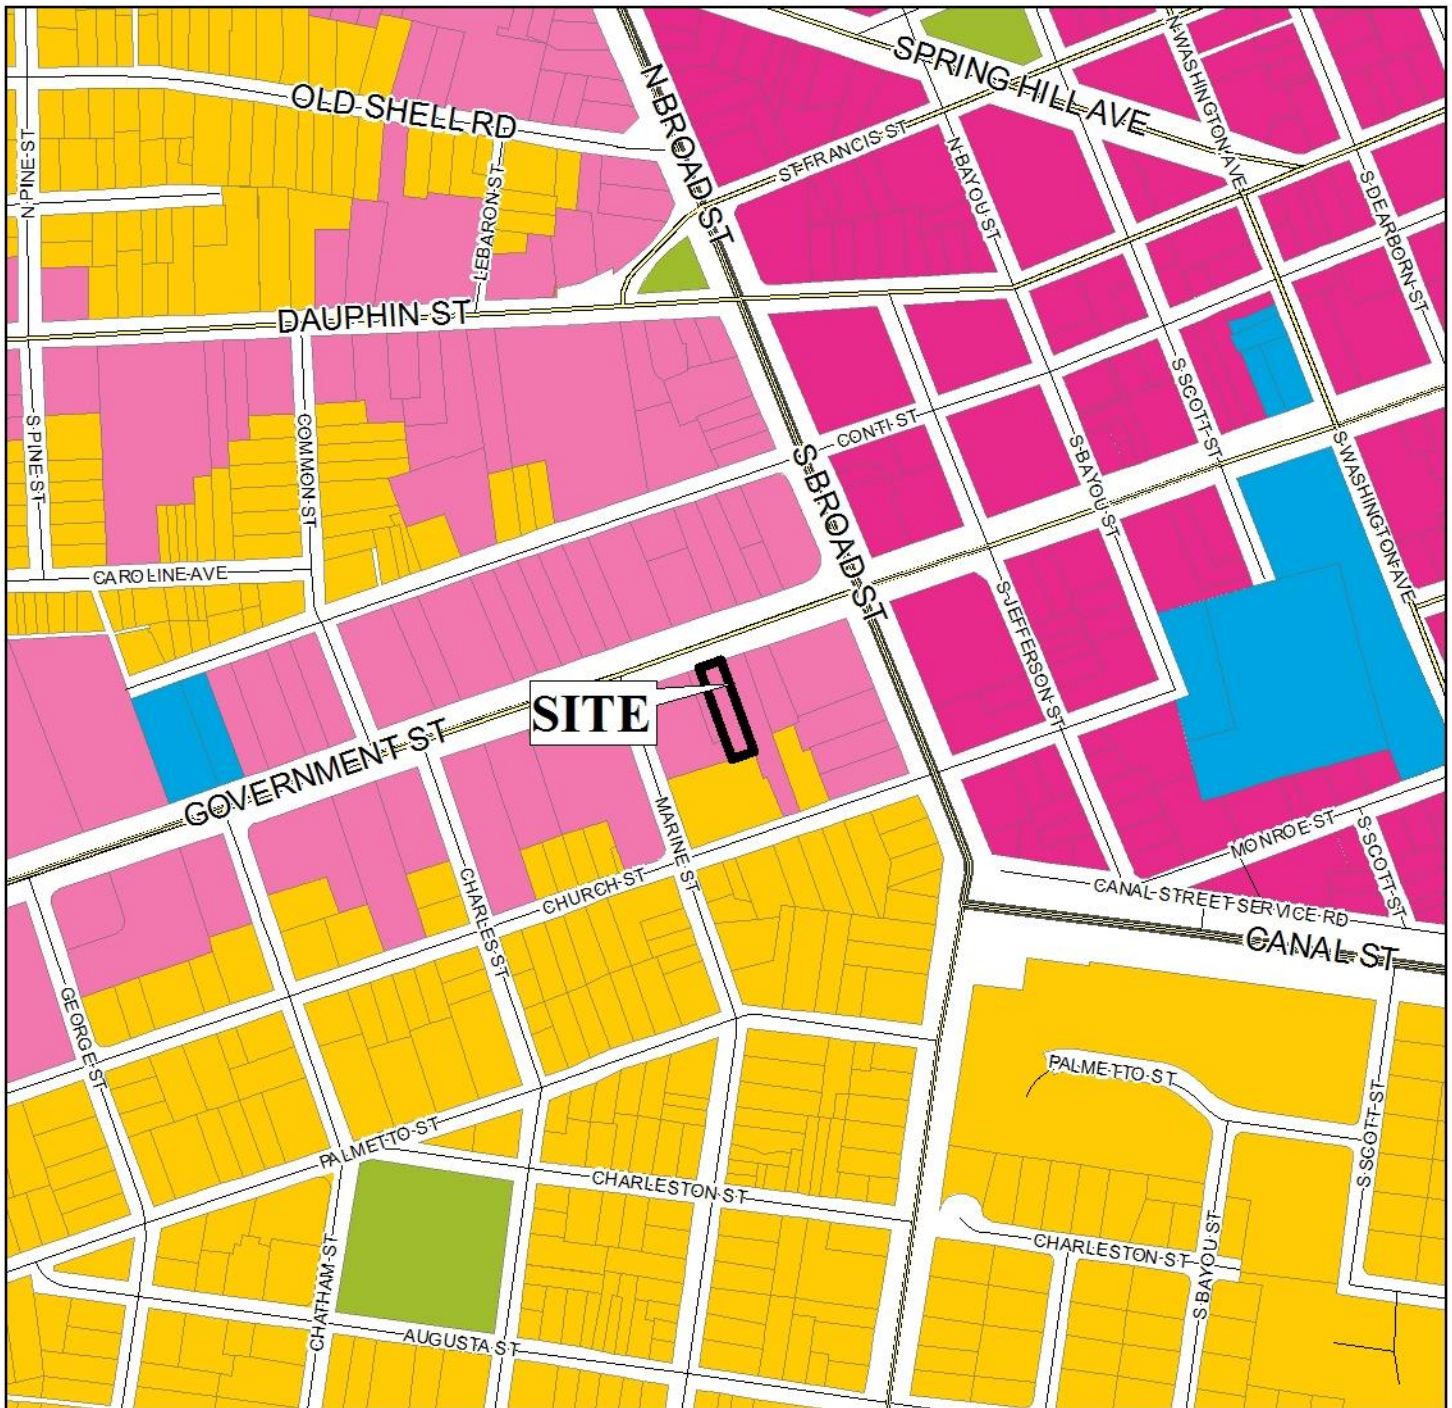 SPRING HILL AVE
N WASHINGTON AVE
OLD SHELL RD
N BROAD ST
ST FRANCIS ST
N PINE ST
N BAYOU ST
LEBARON ST
S DEARBORN ST
DAUPHIN ST
S PINE ST
COMMON ST
CONTI ST
S SCOTT ST
S BROAD ST
S BAYOU ST
S WASHINGTON AVE
CAROLINE AVE
S JEFFERSON ST
SITE
GOVERNMENT ST
MARINE ST
MONROE ST
S SCOTT ST
CHURCH ST
CHARLES ST
CANAL STREET SERVICE RD
CANAL ST
GEORGE ST
PALMETTO ST
PALMETTO ST
S SCOTT ST
CHARLESTON ST
CHATHAM ST
CHARLESTON ST
S BAYOU ST
AUGUSTA ST